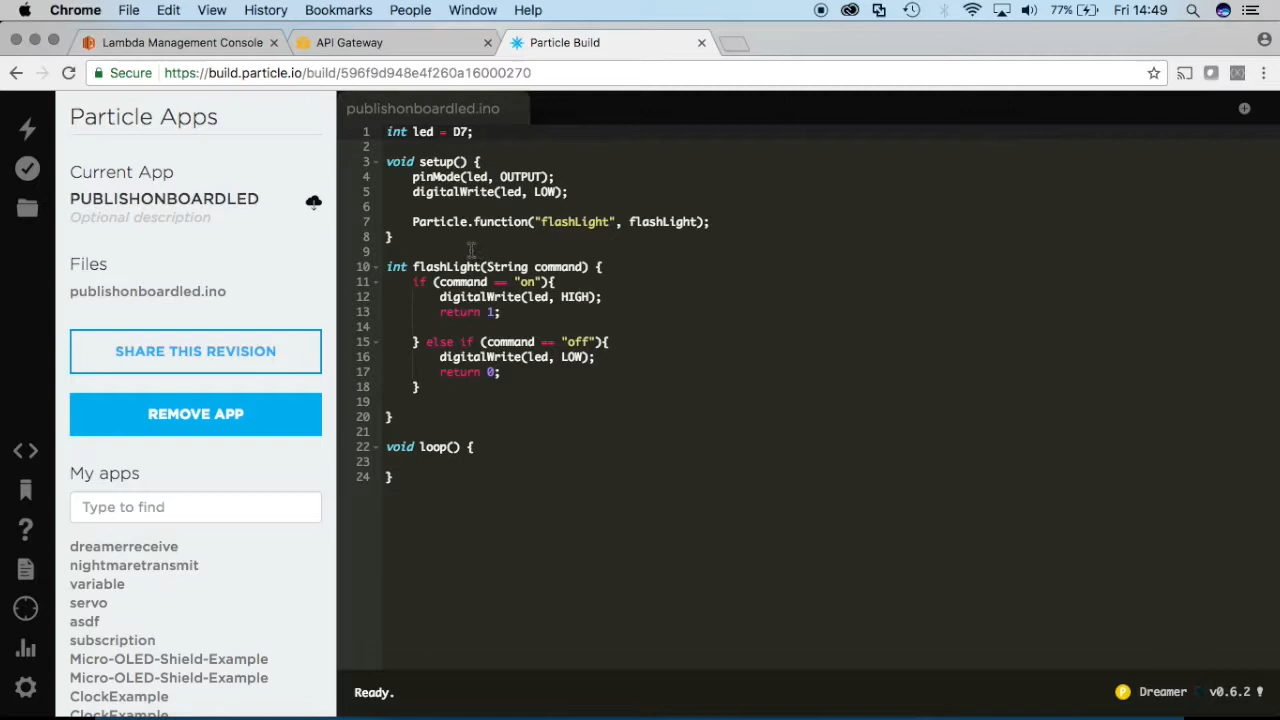 Chrome File Edit View History Bookmarks People Window Help 77% Fri 14:49
Lambda Management Console API Gateway Particle Build
Secure https://build.particle.io/build/596f9d948e4f260a16000270
Particle Apps
Current App
PUBLISHONBOARDLED
Optional description
Files
publishonboardled.ino
SHARE THIS REVISION
REMOVE APP
My apps
Type to find
dreamerreceive
nightmaretransmit
variable
servo
asdf
subscription
Micro-OLED-Shield-Example
Micro-OLED-Shield-Example
ClockExample
ClockExample
publishonboardled.ino
1 int led = D7;
2
3 void setup() {
4 pinMode(led, OUTPUT);
5 digitalWrite(led, LOW);
6
7 Particle.function("flashLight", flashLight);
8 }
9
10 int flashLight(String command) {
11 if (command == "on"){
12 digitalWrite(led, HIGH);
13 return 1;
14
15 } else if (command == "off"){
16 digitalWrite(led, LOW);
17 return 0;
18 }
19
20 }
21
22 void loop() {
23
24 }
Ready.
P Dreamer v0.6.2